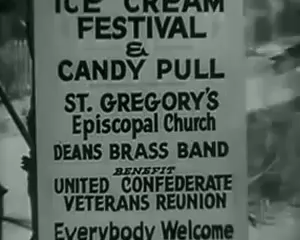 ICE CREAM
FESTIVAL
&
CANDY PULL
ST. GREGORY'S
Episcopal Church
DEANS BRASS BAND
BENEFIT
UNITED CONFEDERATE
VETERANS REUNION
Everybody Welcome